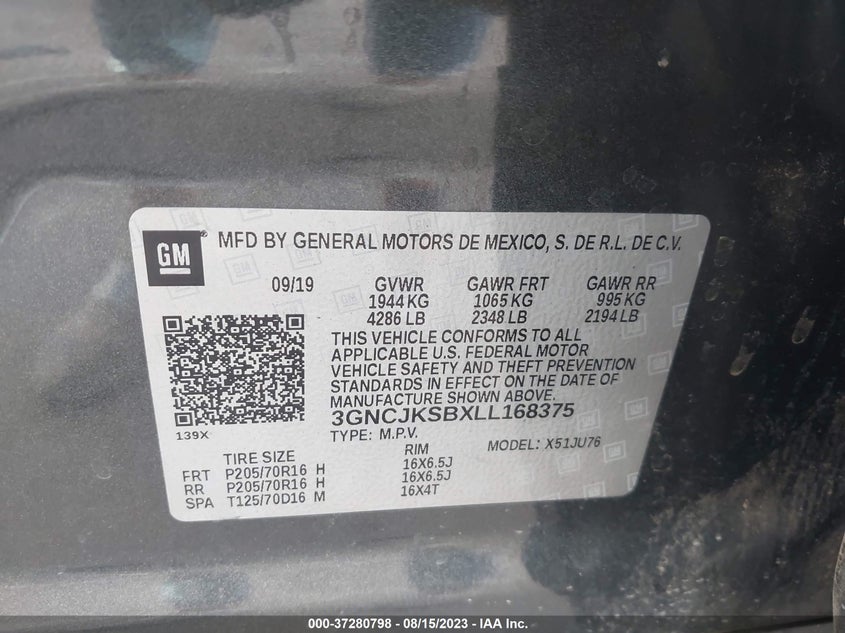 GM
MFD BY GENERAL MOTORS DE MEXICO, S. DE R.L. DE C.V.
09/19 GVWR GAWR FRT GAWR RR
1944 KG 1065 KG 995 KG
4286 LB 2348 LB 2194 LB
THIS VEHICLE CONFORMS TO ALL
APPLICABLE U.S. FEDERAL MOTOR
VEHICLE SAFETY AND THEFT PREVENTION
STANDARDS IN EFFECT ON THE DATE OF
MANUFACTURE SHOWN ABOVE.
3GNCJKSBXLL168375
139X
TYPE: M.P.V. MODEL: X51JU76
TIRE SIZE RIM
FRT P205/70R16 H 16X6.5J
RR P205/70R16 H 16X6.5J
SPA T125/70D16 M 16X4T
000-37280798 - 08/15/2023 - IAA Inc.